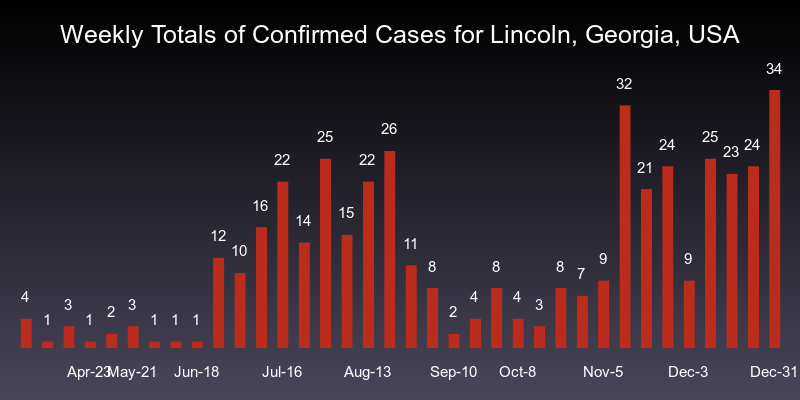 Weekly Totals of Confirmed Cases for Lincoln, Georgia, USA
4 1 3 1 2 3 1 1 1 12 10 16 22 14 25 15 22 26 11 8 2 4 8 4 3 8 7 9 32 21 24 9 25 23 24 34
Apr-23 May-21 Jun-18 Jul-16 Aug-13 Sep-10 Oct-8 Nov-5 Dec-3 Dec-31